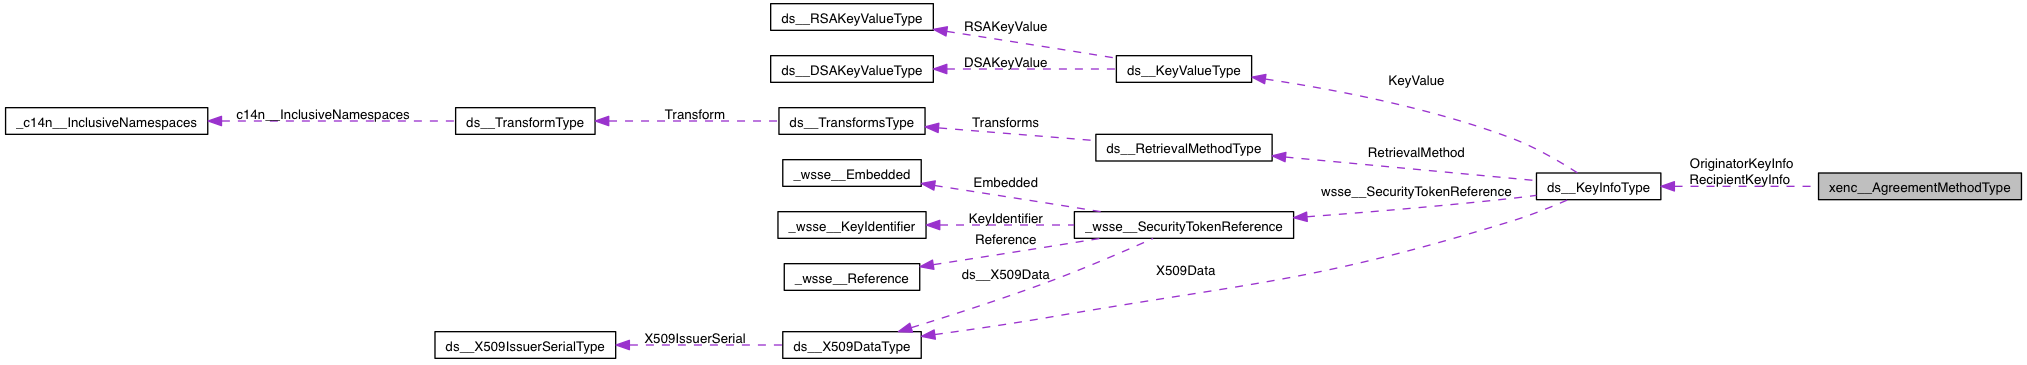 ds__RSAKeyValueType
RSAKeyValue
ds__DSAKeyValueType
DSAKeyValue
ds__KeyValueType
KeyValue
_c14n__InclusiveNamespaces
c14n__InclusiveNamespaces
ds__TransformType
Transform
ds__TransformsType
Transforms
ds__RetrievalMethodType
RetrievalMethod
_wsse__Embedded
Embedded
wsse__SecurityTokenReference
ds__KeyInfoType
OriginatorKeyInfo
RecipientKeyInfo
xenc__AgreementMethodType
_wsse__KeyIdentifier
KeyIdentifier
_wsse__SecurityTokenReference
Reference
_wsse__Reference
ds__X509Data
X509Data
ds__X509IssuerSerialType
X509IssuerSerial
ds__X509DataType